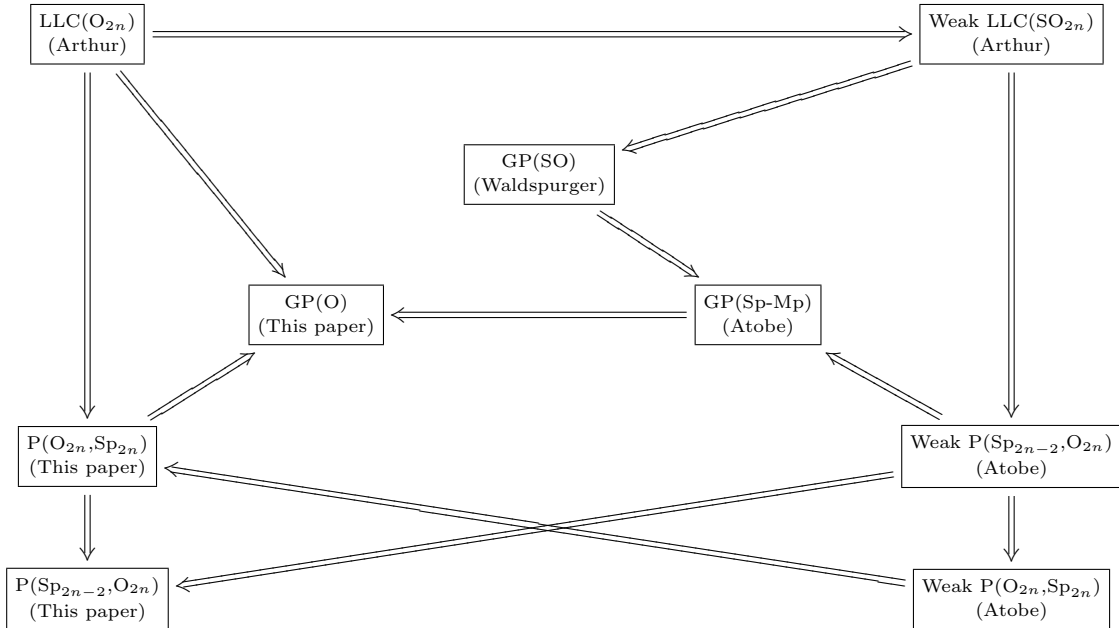 LLC(O₂ₙ)
(Arthur)
Weak LLC(SO₂ₙ)
(Arthur)
GP(SO)
(Waldspurger)
GP(O)
(This paper)
GP(Sp-Mp)
(Atobe)
P(O₂ₙ,Sp₂ₙ)
(This paper)
Weak P(Sp₂ₙ₋₂,O₂ₙ)
(Atobe)
P(Sp₂ₙ₋₂,O₂ₙ)
(This paper)
Weak P(O₂ₙ,Sp₂ₙ)
(Atobe)